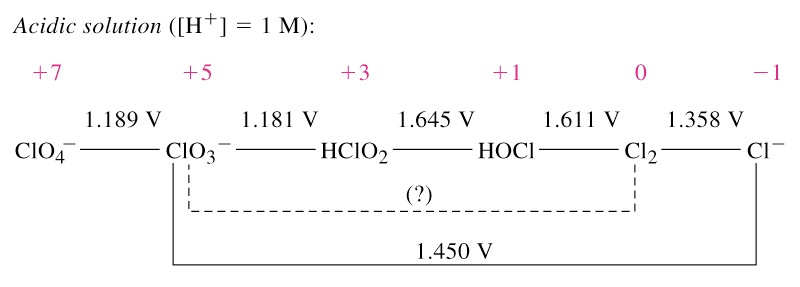 Acidic solution ([H⁺] = 1 M):
+7 +5 +3 +1 0 −1
1.189 V 1.181 V 1.645 V 1.611 V 1.358 V
ClO₄⁻ ClO₃⁻ HClO₂ HOCl Cl₂ Cl⁻
(?)
1.450 V